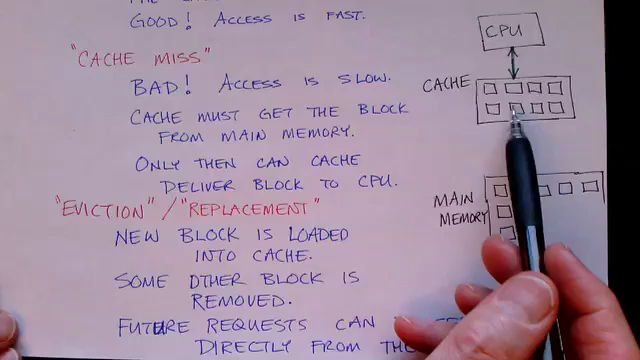 GOOD! ACCESS IS FAST.
"CACHE MISS"
BAD! ACCESS IS SLOW.
CACHE MUST GET THE BLOCK
FROM MAIN MEMORY.
ONLY THEN CAN CACHE
DELIVER BLOCK TO CPU.
"EVICTION"/"REPLACEMENT"
NEW BLOCK IS LOADED
INTO CACHE.
SOME OTHER BLOCK IS
REMOVED.
FUTURE REQUESTS CAN
DIRECTLY FROM THE
CPU
CACHE
MAIN
MEMORY